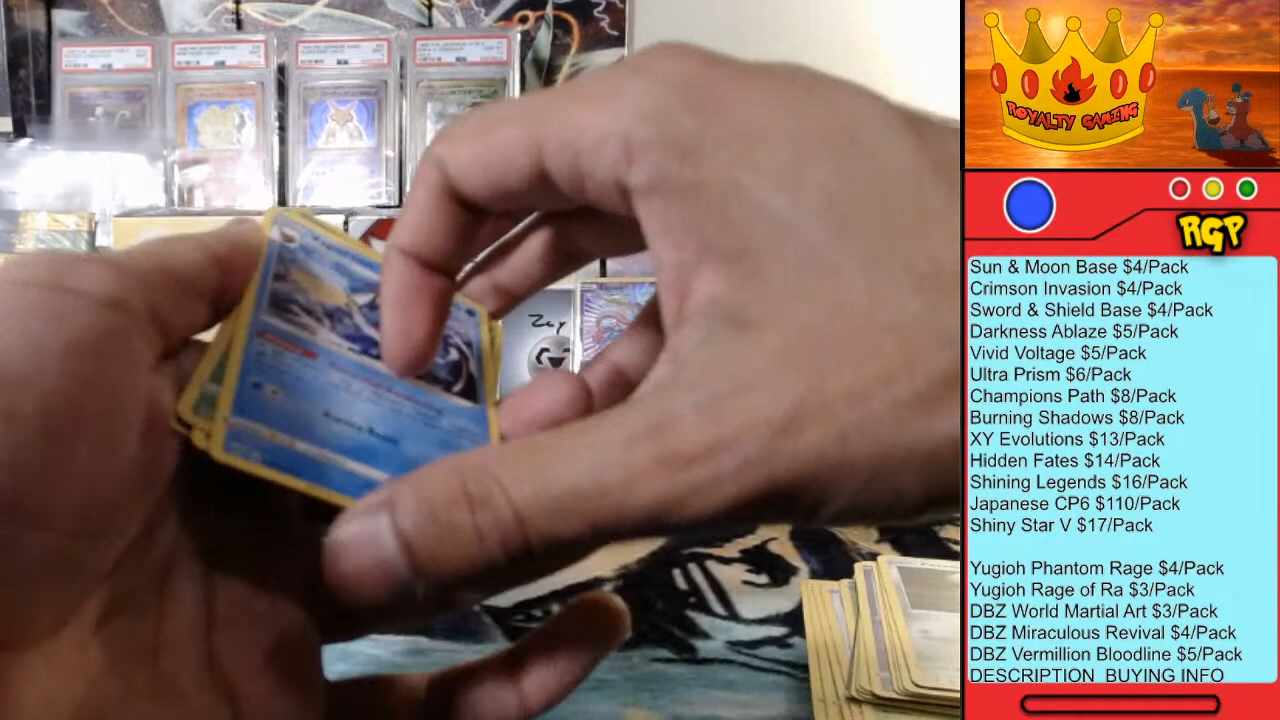 ROYALTY GAMING
RGP
Sun & Moon Base $4/Pack
Crimson Invasion $4/Pack
Sword & Shield Base $4/Pack
Darkness Ablaze $5/Pack
Vivid Voltage $5/Pack
Ultra Prism $6/Pack
Champions Path $8/Pack
Burning Shadows $8/Pack
XY Evolutions $13/Pack
Hidden Fates $14/Pack
Shining Legends $16/Pack
Japanese CP6 $110/Pack
Shiny Star V $17/Pack
Yugioh Phantom Rage $4/Pack
Yugioh Rage of Ra $3/Pack
DBZ World Martial Art $3/Pack
DBZ Miraculous Revival $4/Pack
DBZ Vermillion Bloodline $5/Pack
DESCRIPTION BUYING INFO